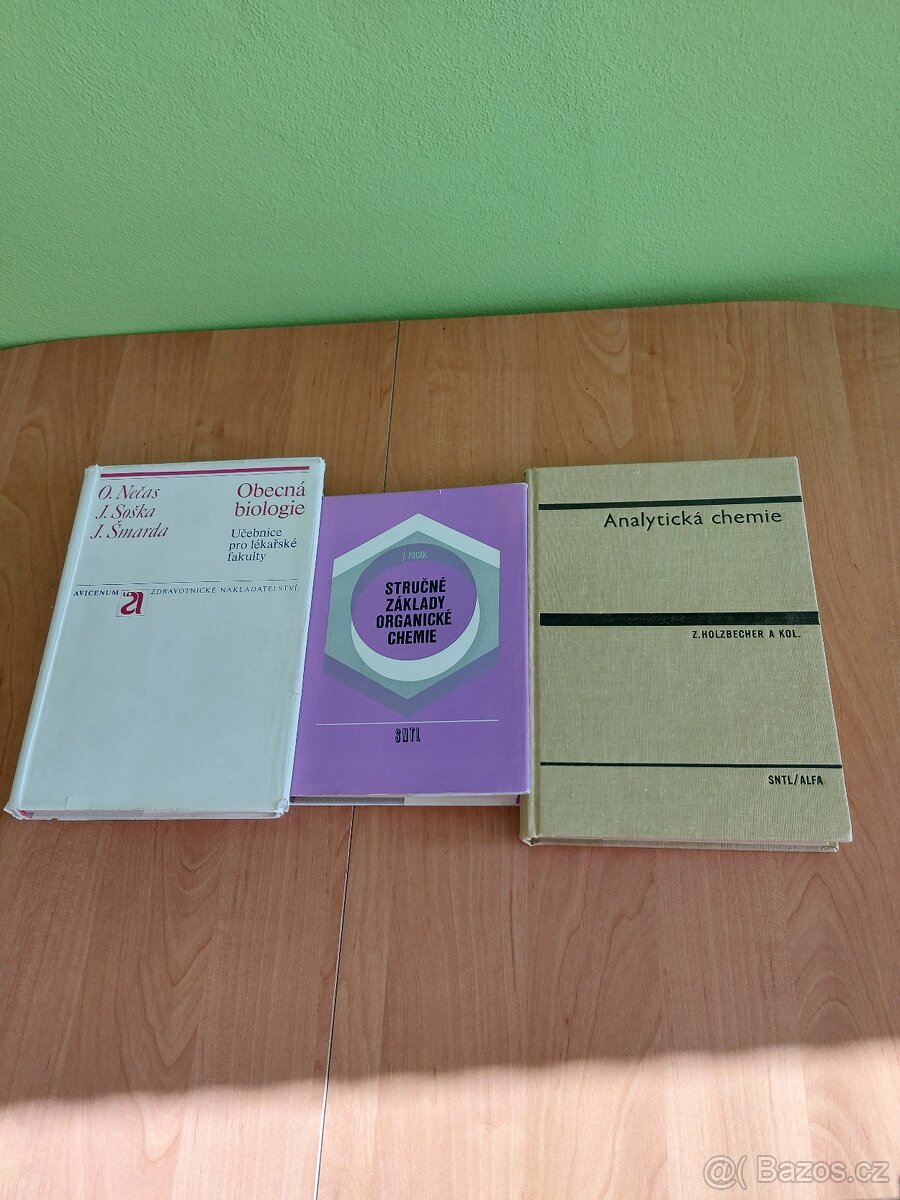 O. Nečas
J. Soška
J. Šmarda
Obecná
biologie
Učebnice
pro lékařské
fakulty
AVICENUM ZDRAVOTNICKÉ NAKLADATELSTVÍ
J. PACÁK
STRUČNÉ
ZÁKLADY
ORGANICKÉ
CHEMIE
SNTL
Analytická chemie
Z. HOLZBECHER A KOL.
SNTL/ALFA
@( Bazos.cz